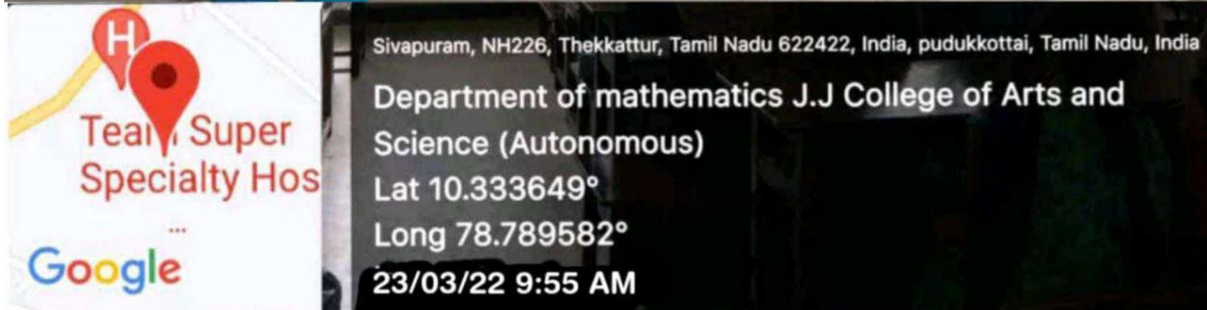 H
Team Super
Specialty Hos
...
Google
Sivapuram, NH226, Thekkattur, Tamil Nadu 622422, India, pudukkottai, Tamil Nadu, India
Department of mathematics J.J College of Arts and
Science (Autonomous)
Lat 10.333649°
Long 78.789582°
23/03/22 9:55 AM